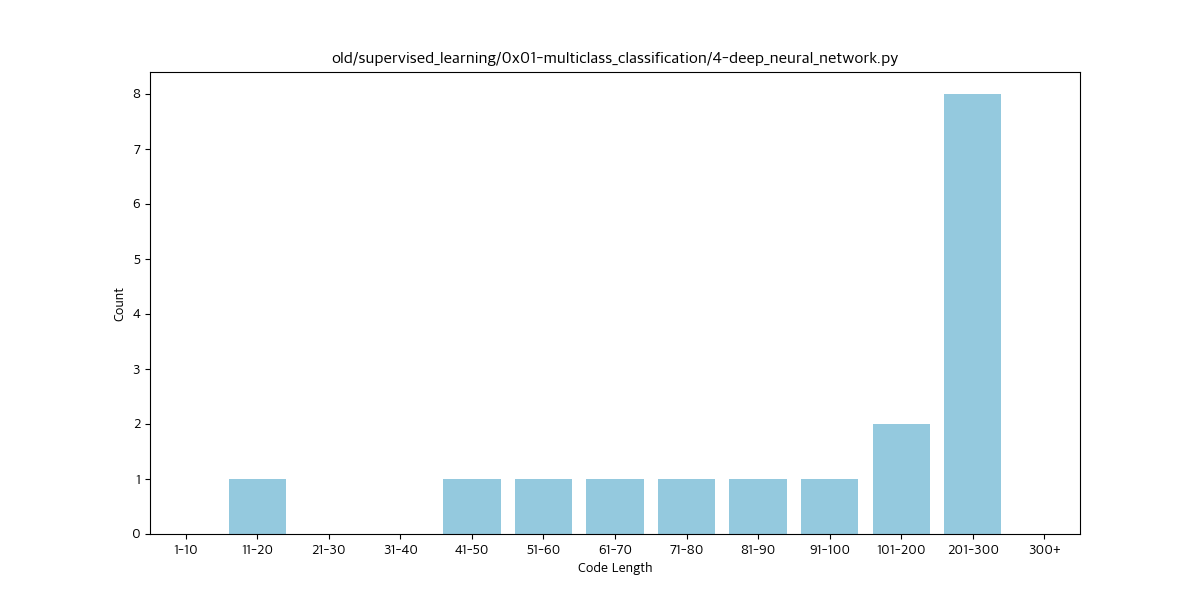 old/supervised_learning/0x01-multiclass_classification/4-deep_neural_network.py
8
7
6
5
4
3
2
1
0
Count
1-10 11-20 21-30 31-40 41-50 51-60 61-70 71-80 81-90 91-100 101-200 201-300 300+
Code Length